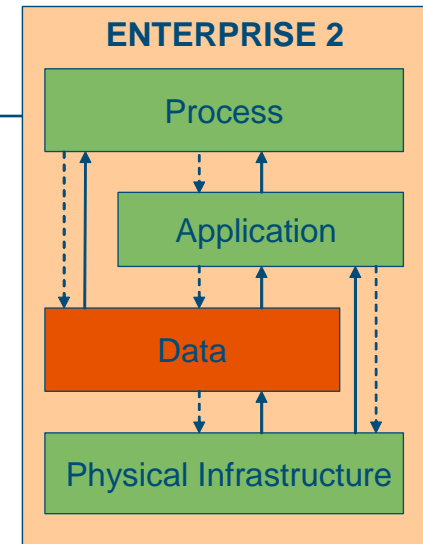 ENTERPRISE 2
Process
Application
Data
Physical Infrastructure